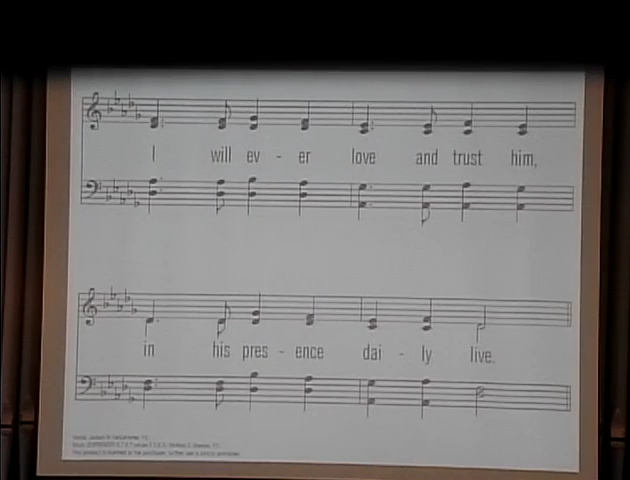 I will ev - er love and trust him,
in his pres - ence dai - ly live.